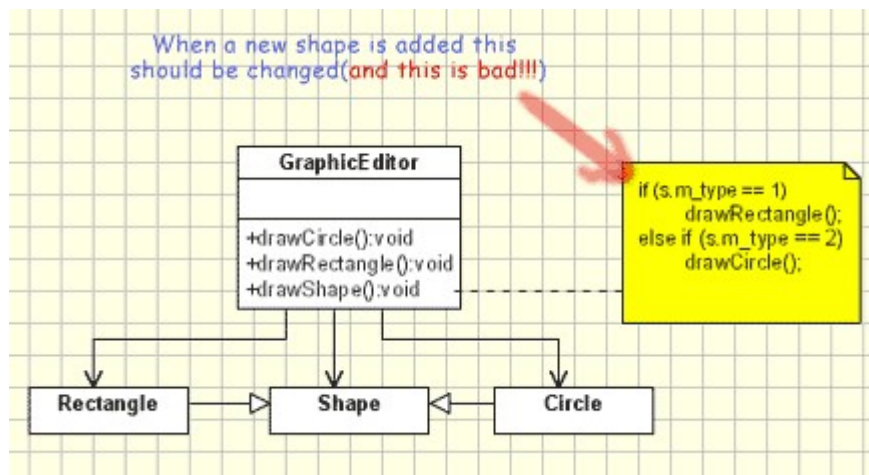 When a new shape is added this
should be changed(and this is bad!!!)
GraphicEditor
+drawCircle():void
+drawRectangle():void
+drawShape():void
if (s.m_type == 1)
drawRectangle();
else if (s.m_type == 2)
drawCircle();
Rectangle
Shape
Circle